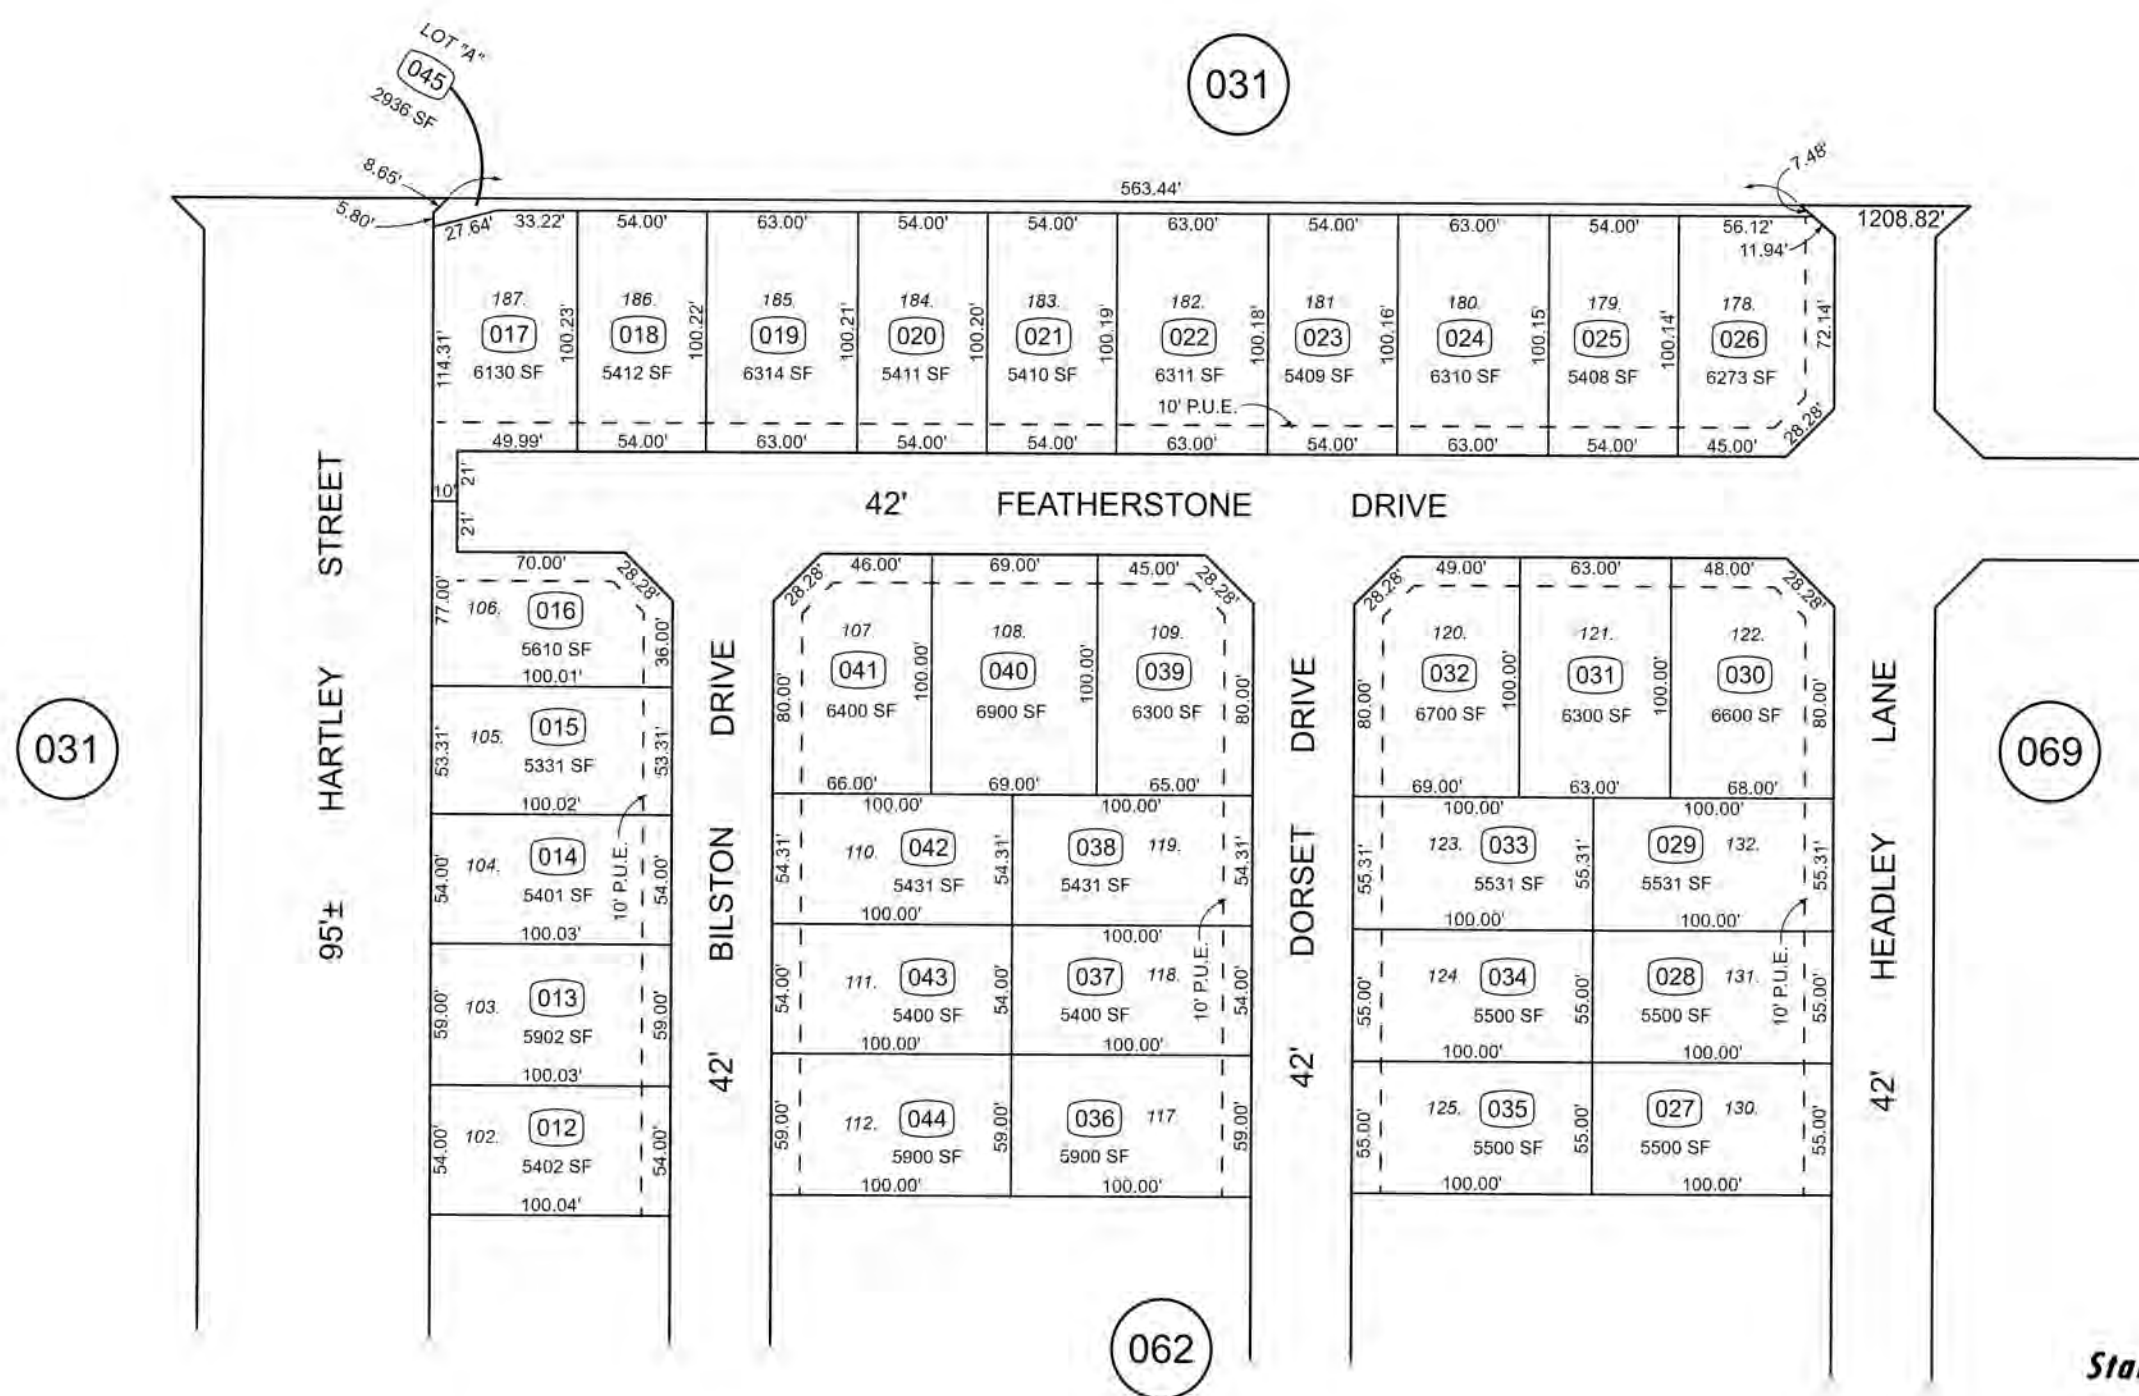 LOT "A"
045
2936 SF
031
8.65'
5.80'
7.48'
563.44'
1208.82'
27.64' 33.22' 54.00' 63.00' 54.00' 54.00' 63.00' 54.00' 63.00' 54.00' 56.12'
11.94'
187. 186. 185. 184. 183. 182. 181 180. 179. 178.
017 018 019 020 021 022 023 024 025 026
6130 SF 5412 SF 6314 SF 5411 SF 5410 SF 6311 SF 5409 SF 6310 SF 5408 SF 6273 SF
114.31' 100.23' 100.22' 100.21' 100.20' 100.19' 100.18' 100.16' 100.15' 100.14' 72.14'
10' P.U.E.
49.99' 54.00' 63.00' 54.00' 54.00' 63.00' 54.00' 63.00' 54.00' 45.00' 28.28'
21'
10'
21'
42' FEATHERSTONE DRIVE
95'± HARTLEY STREET
031
70.00' 28.28'
77.00' 106. 016 36.00'
5610 SF
100.01'
53.31' 105. 015 53.31'
5331 SF
100.02'
54.00' 104. 014 54.00'
5401 SF
10' P.U.E.
100.03'
59.00' 103. 013 59.00'
5902 SF
100.03'
54.00' 102. 012 54.00'
5402 SF
100.04'
42' BILSTON DRIVE
28.28' 46.00' 69.00' 45.00' 28.28'
107 108. 109.
041 040 039
6400 SF 6900 SF 6300 SF
80.00' 100.00' 100.00' 80.00'
66.00' 69.00' 65.00'
100.00' 100.00'
54.31' 110. 042 54.31' 038 119. 54.31'
5431 SF 5431 SF
100.00' 100.00'
54.00' 111. 043 54.00' 037 118. 54.00'
5400 SF 5400 SF
10' P.U.E.
100.00' 100.00'
59.00' 112. 044 59.00' 036 117. 59.00'
5900 SF 5900 SF
100.00' 100.00'
42' DORSET DRIVE
28.28' 49.00' 63.00' 48.00' 28.28'
120. 121. 122.
032 031 030
6700 SF 6300 SF 6600 SF
80.00' 100.00' 100.00' 80.00'
69.00' 63.00' 68.00'
100.00' 100.00'
55.31' 123. 033 55.31' 029 132. 55.31'
5531 SF 5531 SF
100.00' 100.00'
55.00' 124 034 55.00' 028 131. 55.00'
5500 SF 5500 SF
10' P.U.E.
100.00' 100.00'
55.00' 125. 035 55.00' 027 130. 55.00'
5500 SF 5500 SF
100.00' 100.00'
42' HEADLEY LANE
069
062
Sta